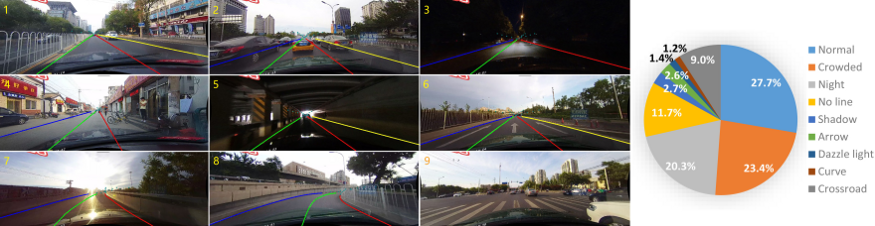 1
2
3
4
5
6
7
8
9
1.2%
1.4%
9.0%
2.6%
2.7%
27.7%
11.7%
20.3%
23.4%
Normal
Crowded
Night
No line
Shadow
Arrow
Dazzle light
Curve
Crossroad